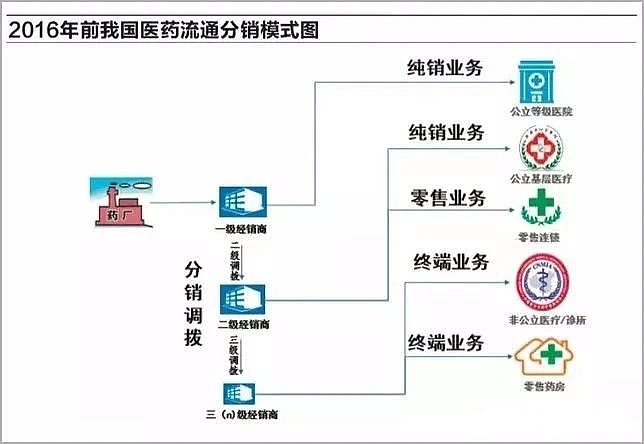 2016年前我国医药流通分销模式图
纯销业务
公立等级医院
纯销业务
公立基层医疗
药厂
一级经销商
零售业务
零售连锁
二级调拨
分销调拨
终端业务
CNMIA
非公立医疗/诊所
二级经销商
三级调拨
终端业务
零售药房
三（n）级经销商